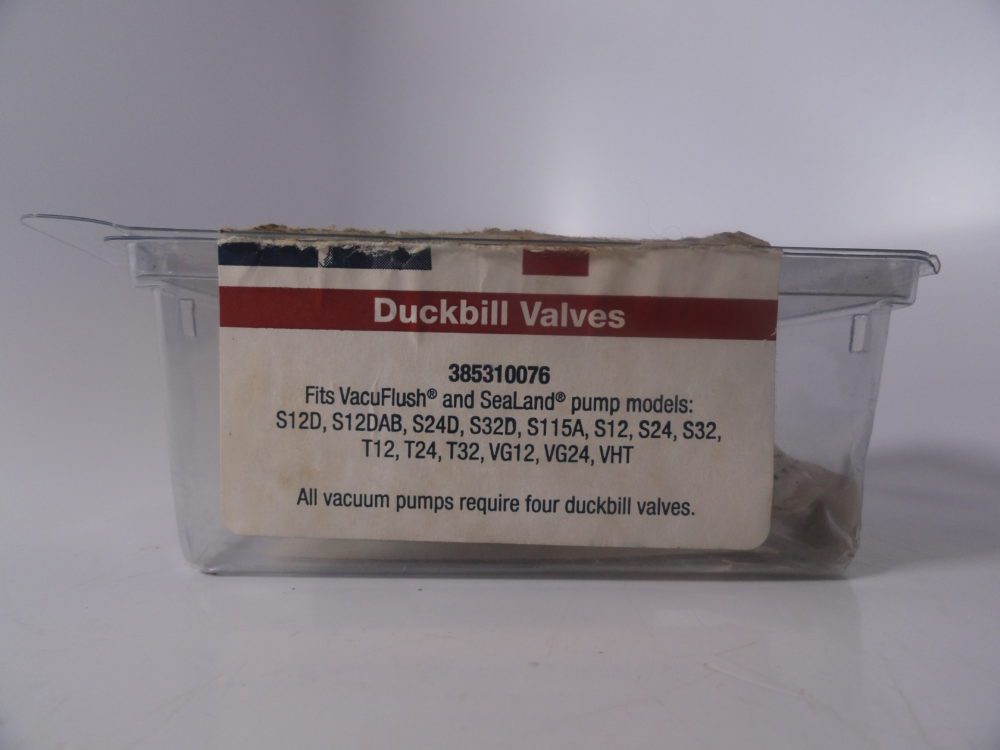 Duckbill Valves
385310076
Fits VacuFlush® and SeaLand® pump models:
S12D, S12DAB, S24D, S32D, S115A, S12, S24, S32,
T12, T24, T32, VG12, VG24, VHT
All vacuum pumps require four duckbill valves.